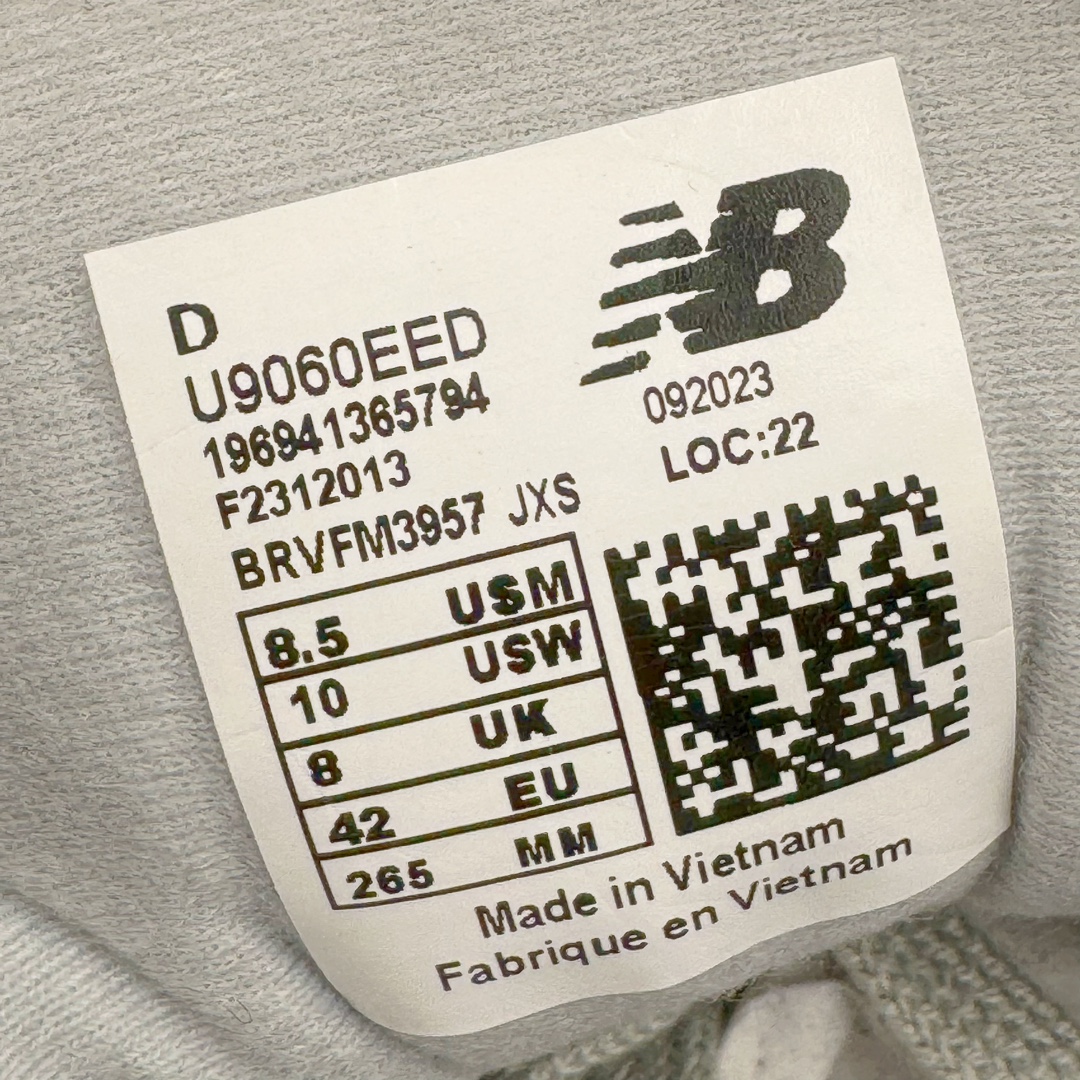 NB
D
U9060EED
196941365794
092023
F2312013
LOC:22
BRVFM3957 JXS
8.5 USM
10 USW
8 UK
42 EU
265 MM
Made in Vietnam
Fabrique en Vietnam